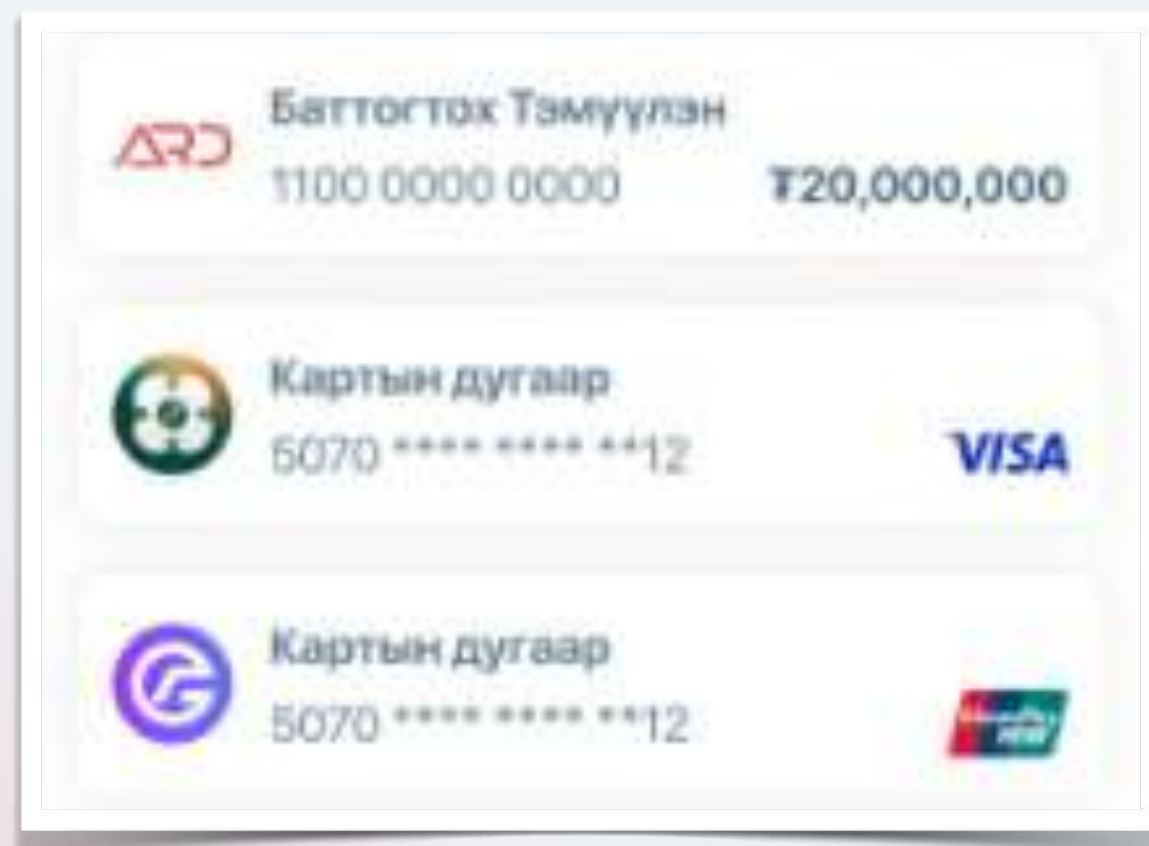 ARD
Баттогтох Тэмүүлэн
1100 0000 0000
₮20,000,000
Картын дугаар
5070 **** **** **12
VISA
Картын дугаар
5070 **** **** **12